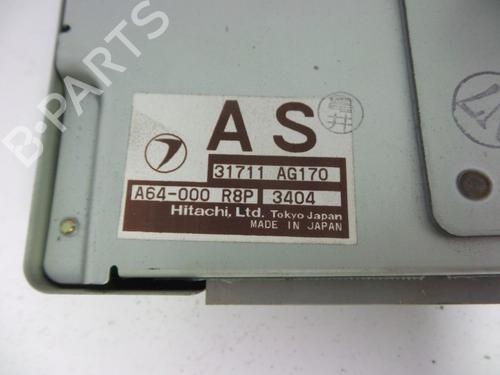 B-PARTS
AS
31711 AG170
A64-000 R8P 3404
Hitachi, Ltd. Tokyo Japan
MADE IN JAPAN